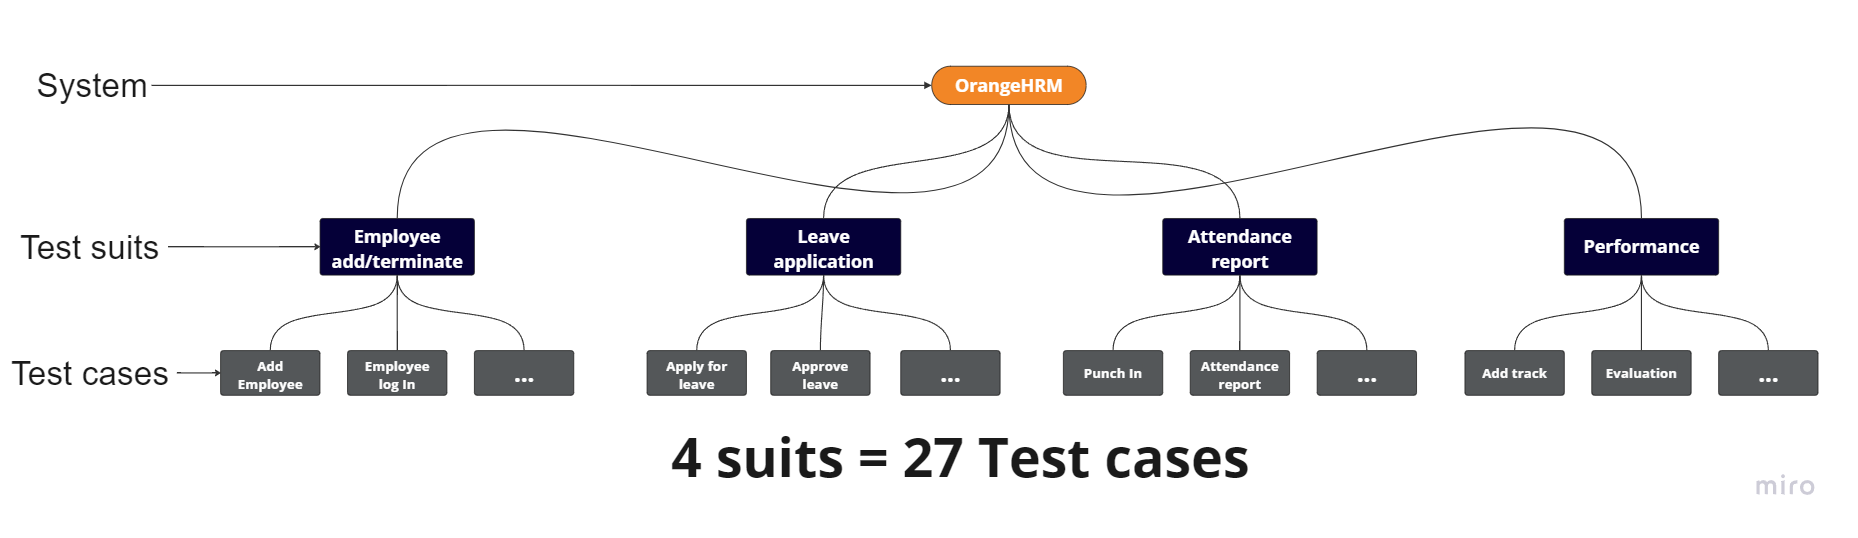 System
OrangeHRM
Test suits
Employee
add/terminate
Leave
application
Attendance
report
Performance
Test cases
Add
Employee
Employee
log In
...
Apply for
leave
Approve
leave
...
Punch In
Attendance
report
...
Add track
Evaluation
...
4 suits = 27 Test cases
miro